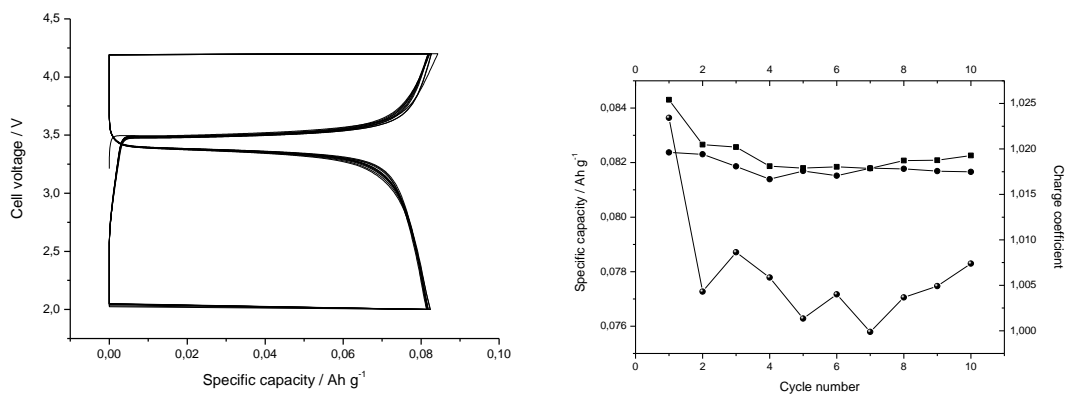 4,5
4,0
3,5
3,0
2,5
2,0
Cell voltage / V
0,00 0,02 0,04 0,06 0,08 0,10
Specific capacity / Ah g-1
0 2 4 6 8 10
0,084
0,082
0,080
0,078
0,076
Specific capacity / Ah g-1
1,025
1,020
1,015
1,010
1,005
1,000
Charge coefficient
0 2 4 6 8 10
Cycle number